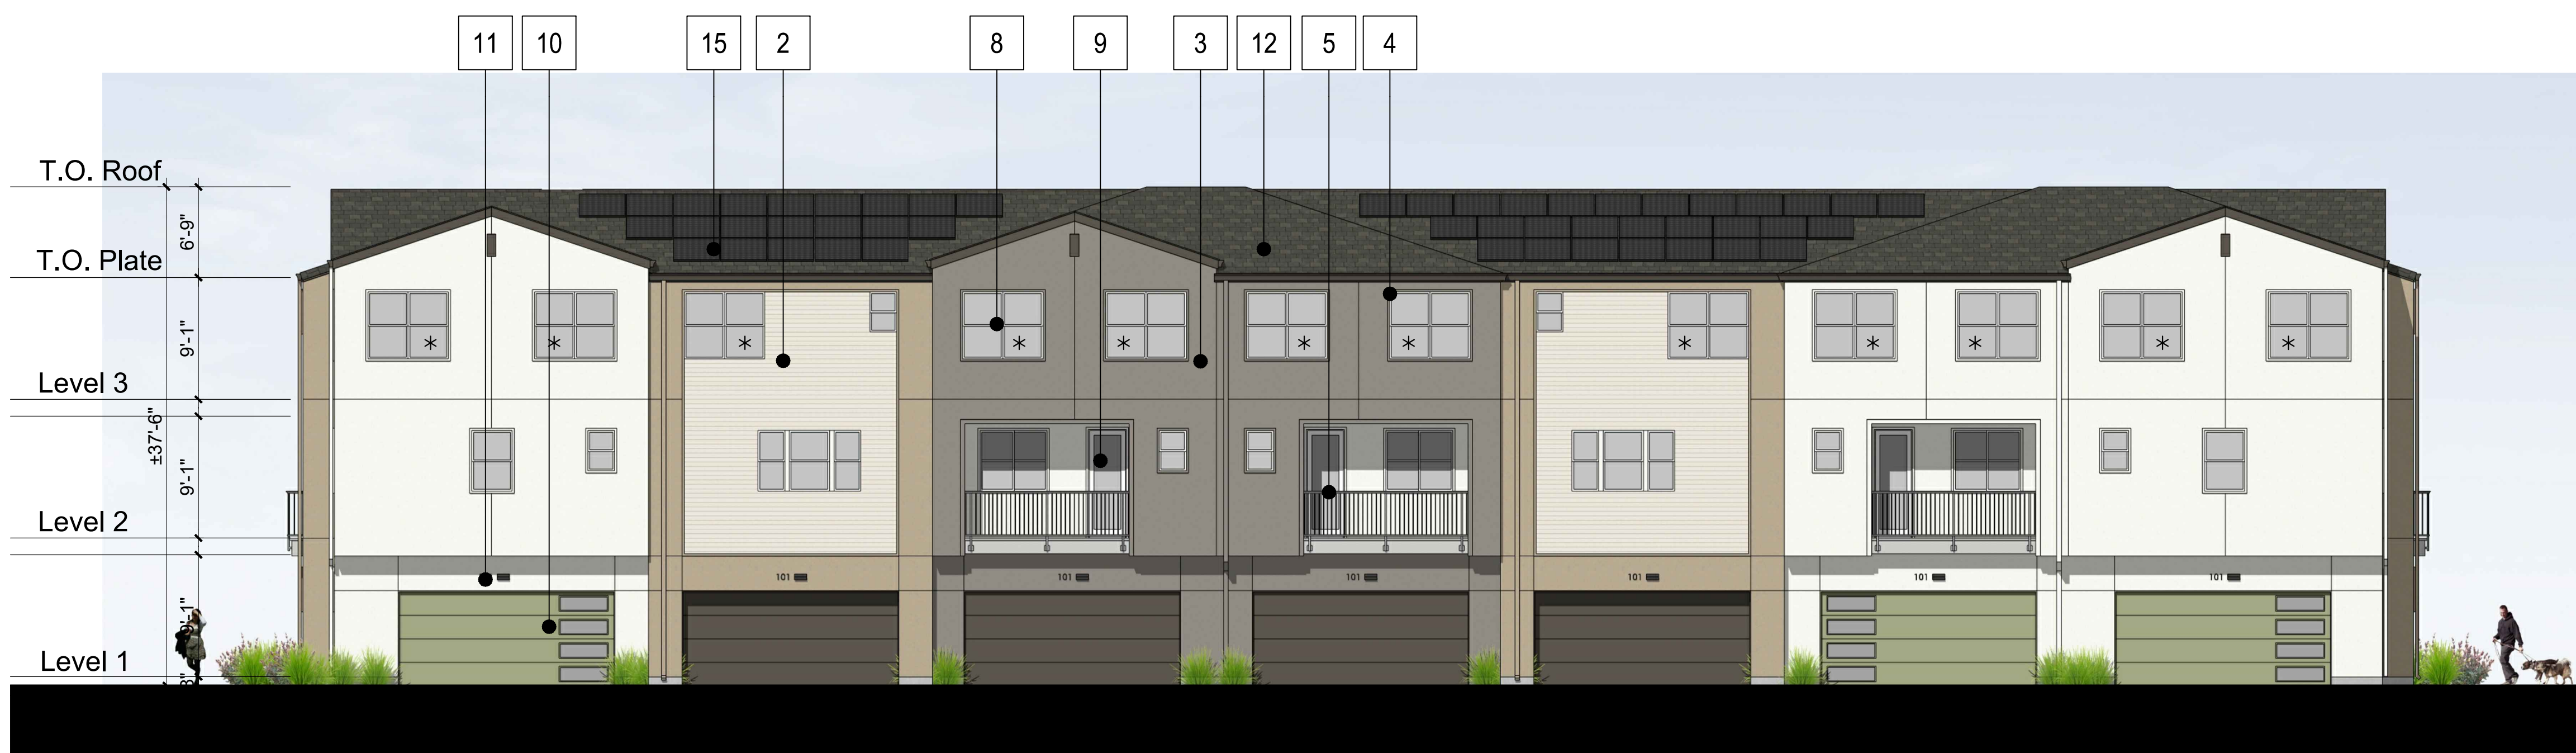 11 10 15 2 8 9 3 12 5 4
T.O. Roof
6'-9"
T.O. Plate
9'-1"
* * * * * * * * * * * *
Level 3
±37'-6"
9'-1"
Level 2
101 101 101 101 101 101
Level 1